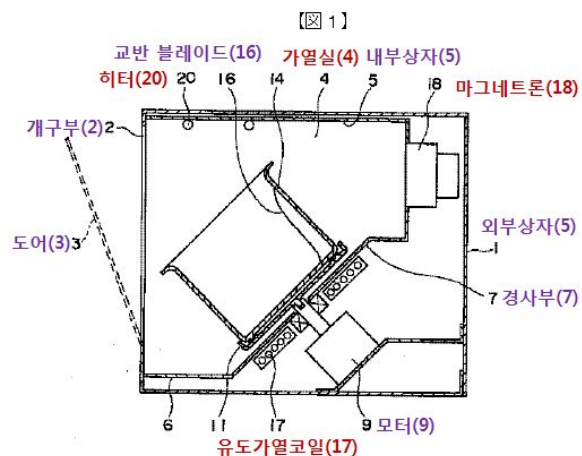 【図 1】
교반 블레이드(16) 가열실(4) 내부상자(5)
히터(20) 20 16 14 4 5 18 마그네트론(18)
개구부(2) 2
도어(3) 3
외부상자(5)
1
7 경사부(7)
6 11 17 9 모터(9)
유도가열코일(17)